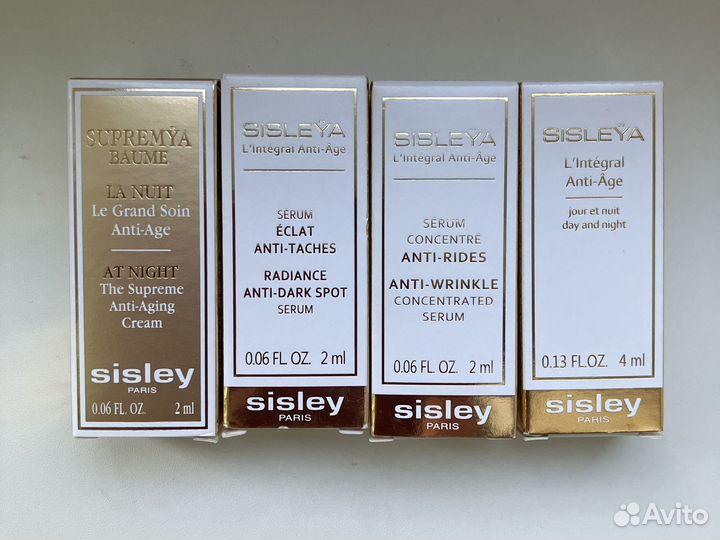 SUPREMŸA
BAUME
LA NUIT
Le Grand Soin
Anti-Age
AT NIGHT
The Supreme
Anti-Aging
Cream
sisley
PARIS
0.06 FL. OZ. 2 ml
SISLEŸA
L'Intégral Anti-Âge
SÉRUM
ÉCLAT
ANTI-TACHES
RADIANCE
ANTI-DARK SPOT
SERUM
0.06 FL. OZ. 2 ml
sisley
PARIS
SISLEŸA
L'Intégral Anti-Âge
SÉRUM
CONCENTRÉ
ANTI-RIDES
ANTI-WRINKLE
CONCENTRATED
SERUM
0.06 FL. OZ. 2 ml
sisley
PARIS
SISLEŸA
L'Intégral
Anti-Âge
jour et nuit
day and night
0.13 FL.OZ. 4 ml
sisley
PARIS
Avito